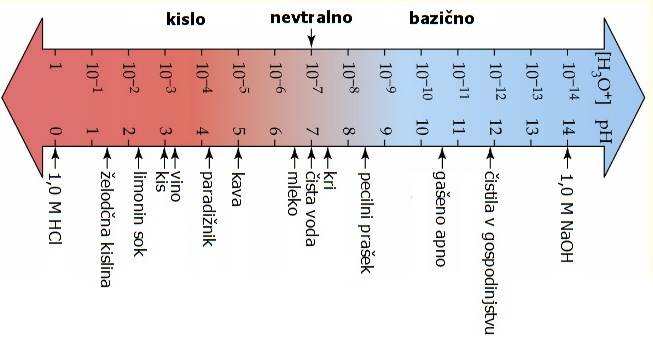 kislo nevtralno bazično
1 10⁻¹ 10⁻² 10⁻³ 10⁻⁴ 10⁻⁵ 10⁻⁶ 10⁻⁷ 10⁻⁸ 10⁻⁹ 10⁻¹⁰ 10⁻¹¹ 10⁻¹² 10⁻¹³ 10⁻¹⁴ [H₃O⁺]
0 1 2 3 4 5 6 7 8 9 10 11 12 13 14 pH
1,0 M HCl
želodčna kislina
limonin sok
kis
vino
paradižnik
kava
mleko
čista voda
kri
pecilni prašek
gašeno apno
čistila v gospodinjstvu
1,0 M NaOH